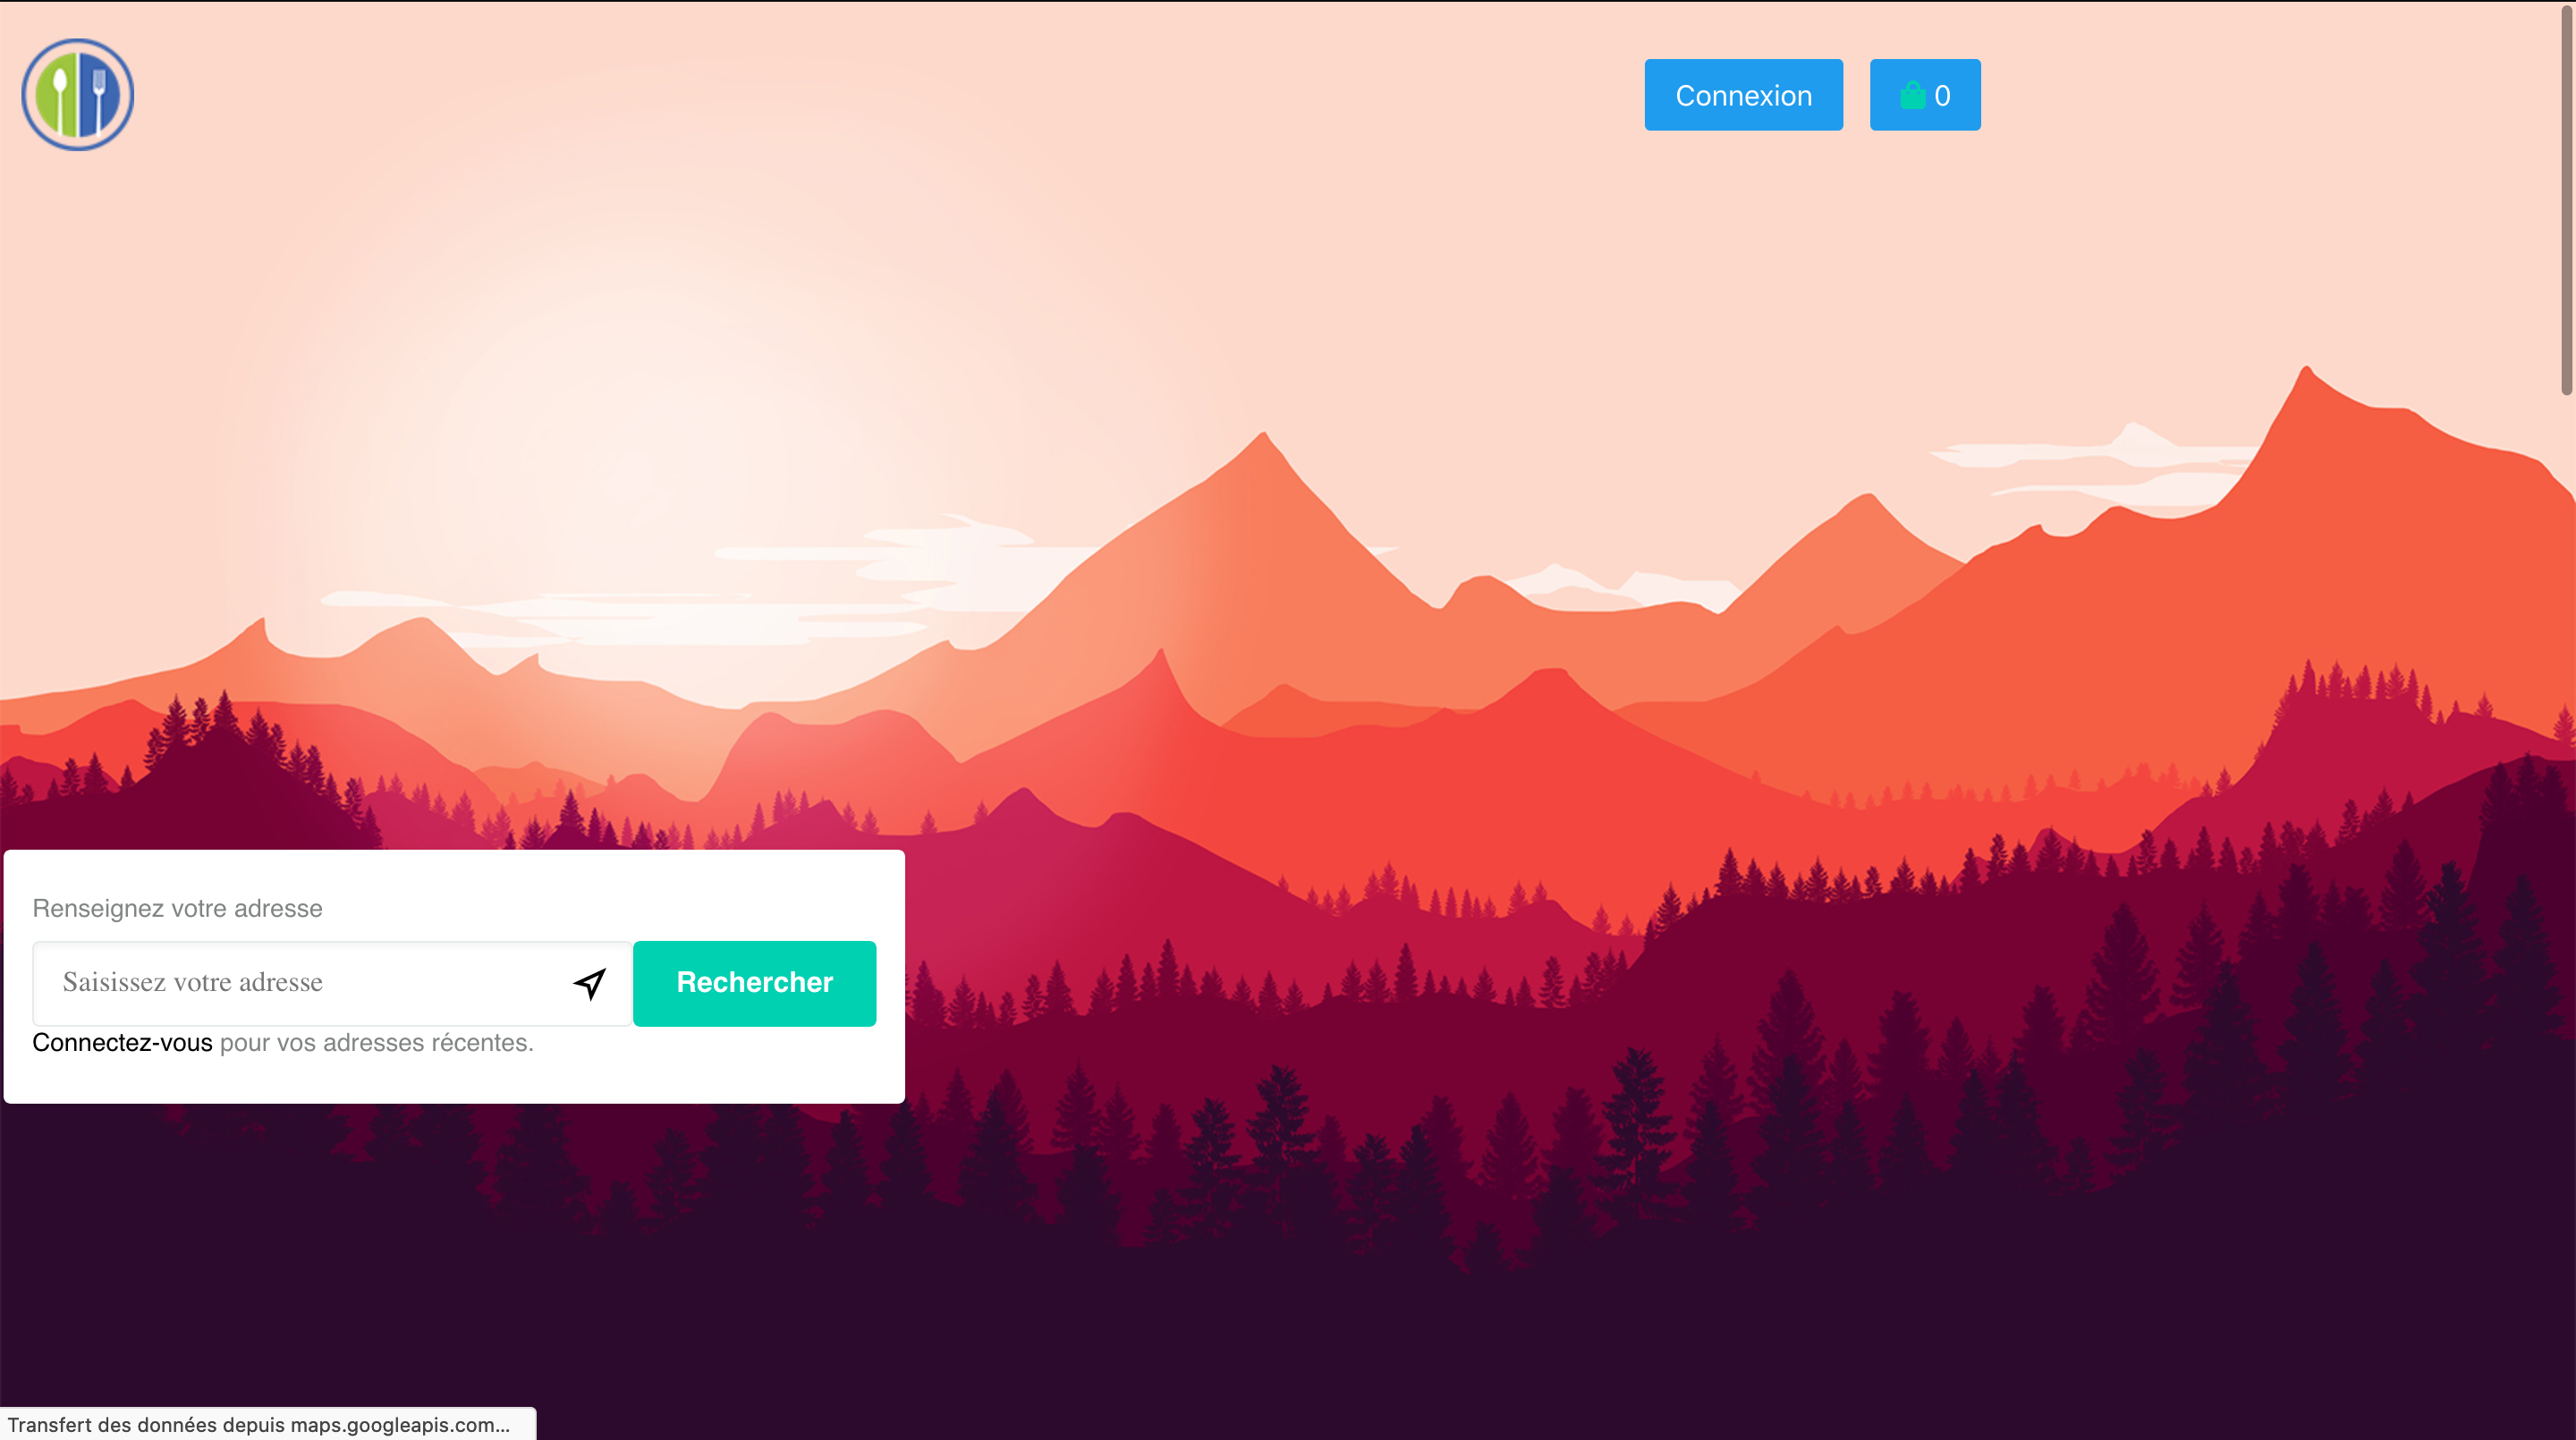 Connexion
0
Renseignez votre adresse
Saisissez votre adresse
Rechercher
Connectez-vous pour vos adresses récentes.
Transfert des données depuis maps.googleapis.com...